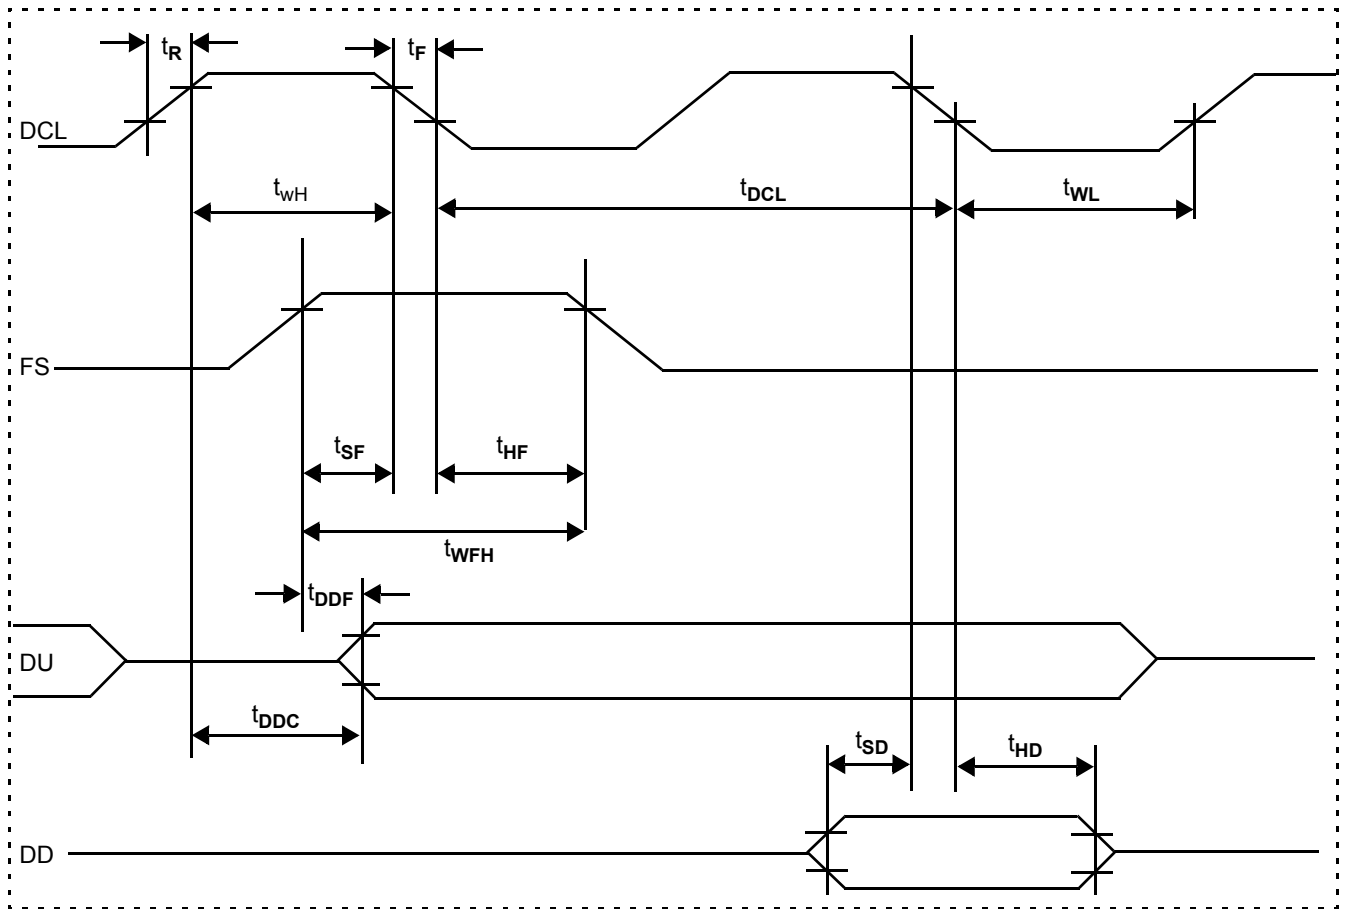 tR
tF
DCL
twH
tDCL
tWL
FS
tSF
tHF
tWFH
tDDF
DU
tDDC
tSD
tHD
DD